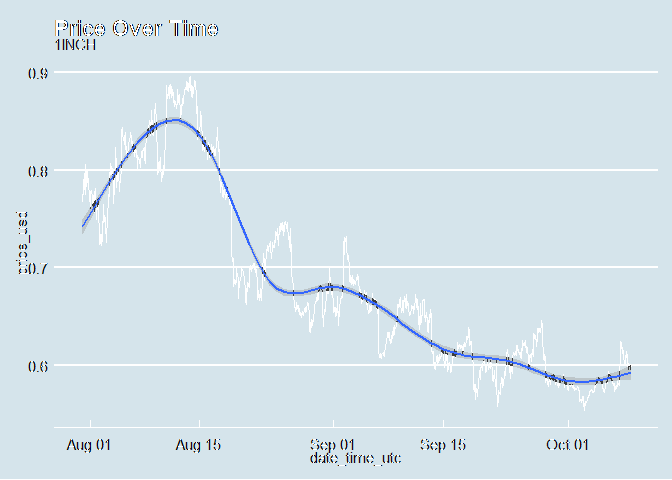 Price Over Time
1INCH
0.9
0.8
0.7
0.6
price_usd
Aug 01 Aug 15 Sep 01 Sep 15 Oct 01
date_time_utc